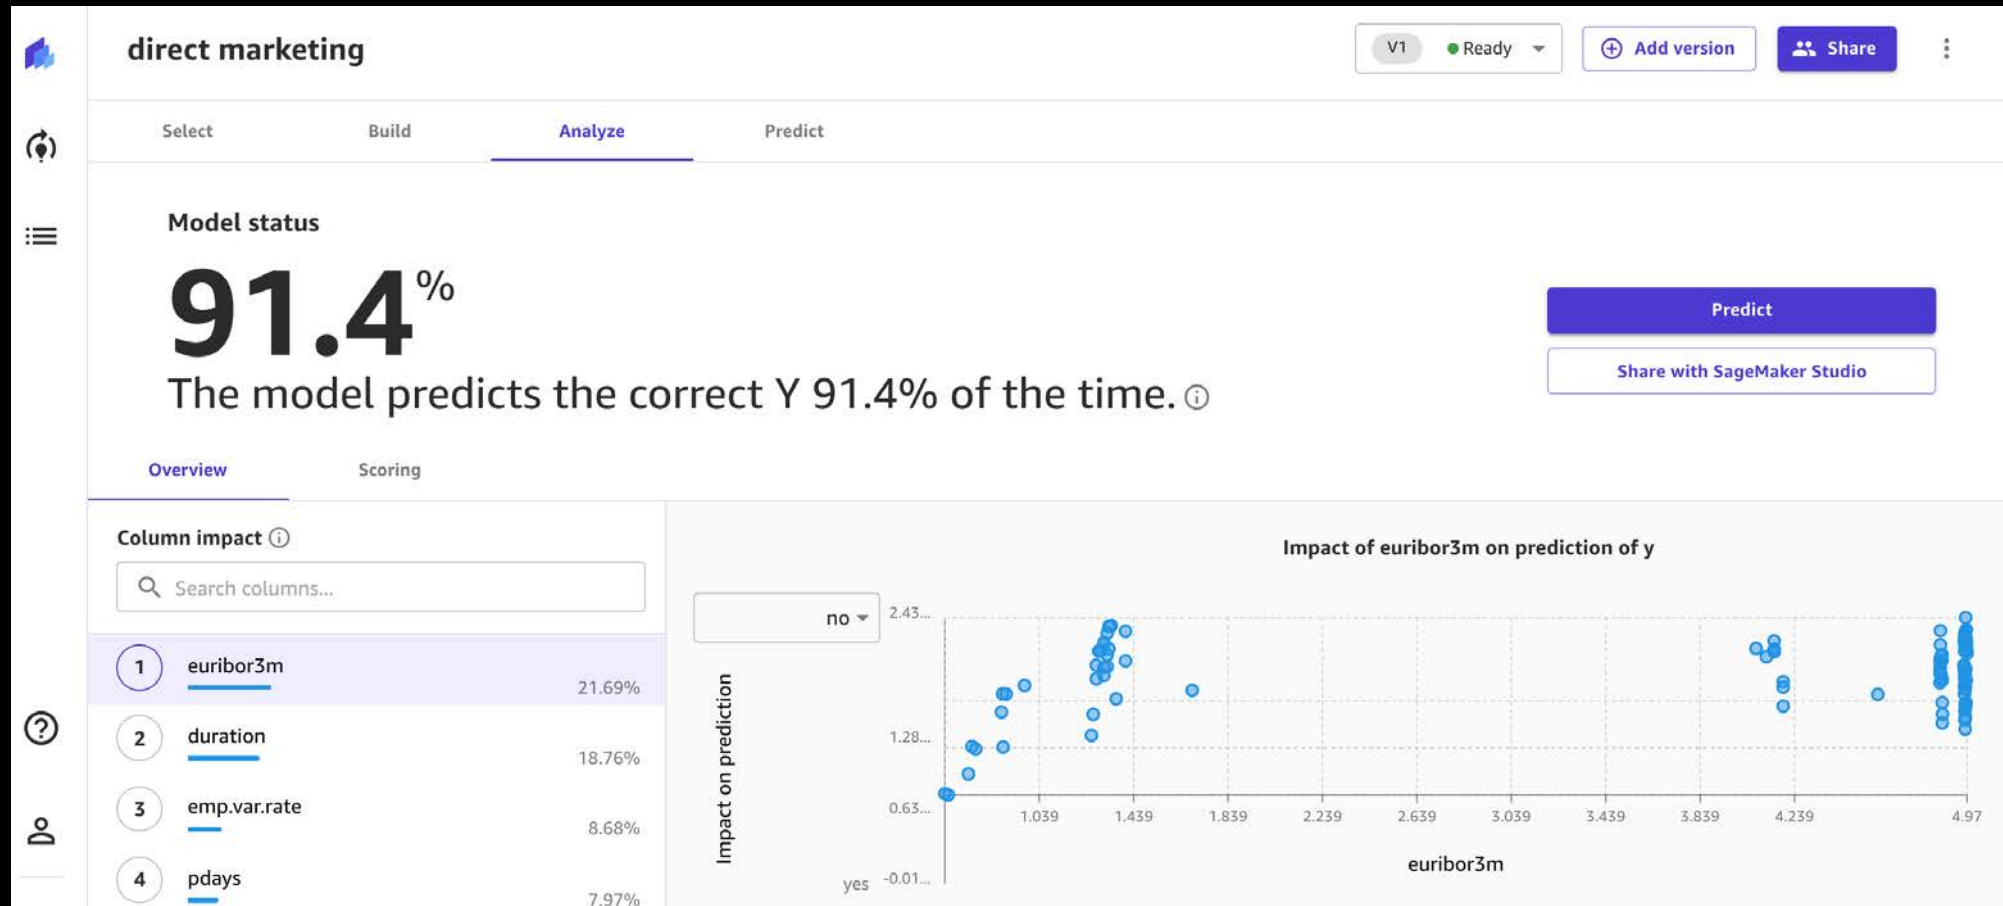 direct marketing
V1 Ready
Add version
Share
Select Build Analyze Predict
Model status
91.4%
The model predicts the correct Y 91.4% of the time.
Predict
Share with SageMaker Studio
Overview Scoring
Column impact
Search columns...
1 euribor3m 21.69%
2 duration 18.76%
3 emp.var.rate 8.68%
4 pdays 7.97%
Impact of euribor3m on prediction of y
no
Impact on prediction
yes
2.43...
1.28...
0.63...
-0.01...
1.039 1.439 1.839 2.239 2.639 3.039 3.439 3.839 4.239 4.97
euribor3m